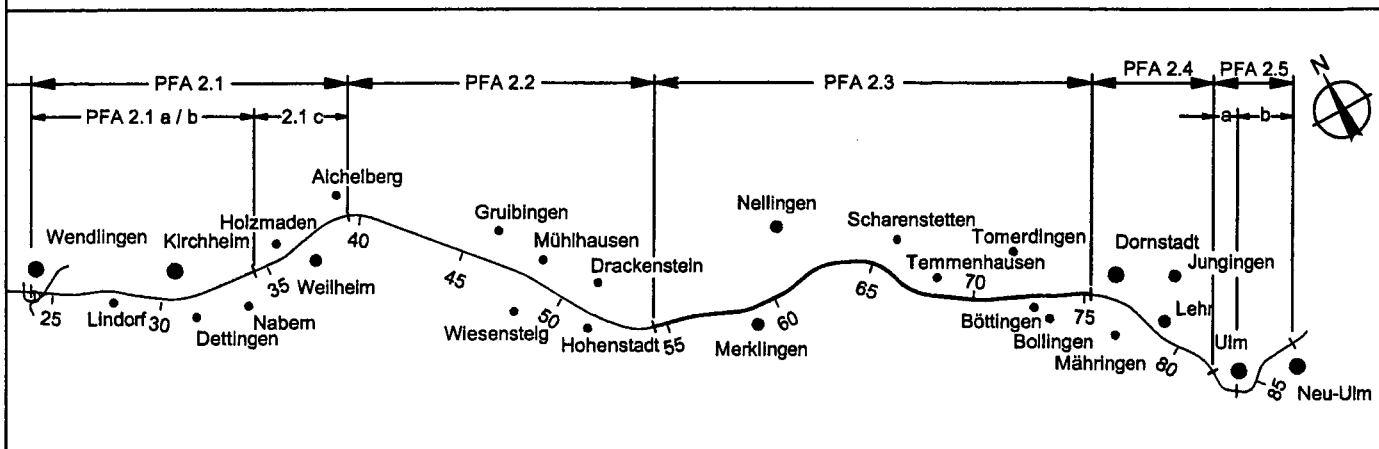 PFA 2.1
PFA 2.2
PFA 2.3
PFA 2.4
PFA 2.5
N
PFA 2.1 a / b
2.1 c
a
b
Aichelberg
Holzmaden
Wendlingen
Kirchheim
40
Gruibingen
Mühlhausen
Drackenstein
Nellingen
Scharenstetten
Tomerdingen
Temmenhausen
Dornstadt
Jungingen
35
Weilheim
45
65
70
25
Lindorf
30
Dettingen
Nabern
Wiesensteig
50
Hohenstadt
55
60
Merklingen
Böttingen
Bollingen
75
Mähringen
Lehr
80
Ulm
85
Neu-Ulm